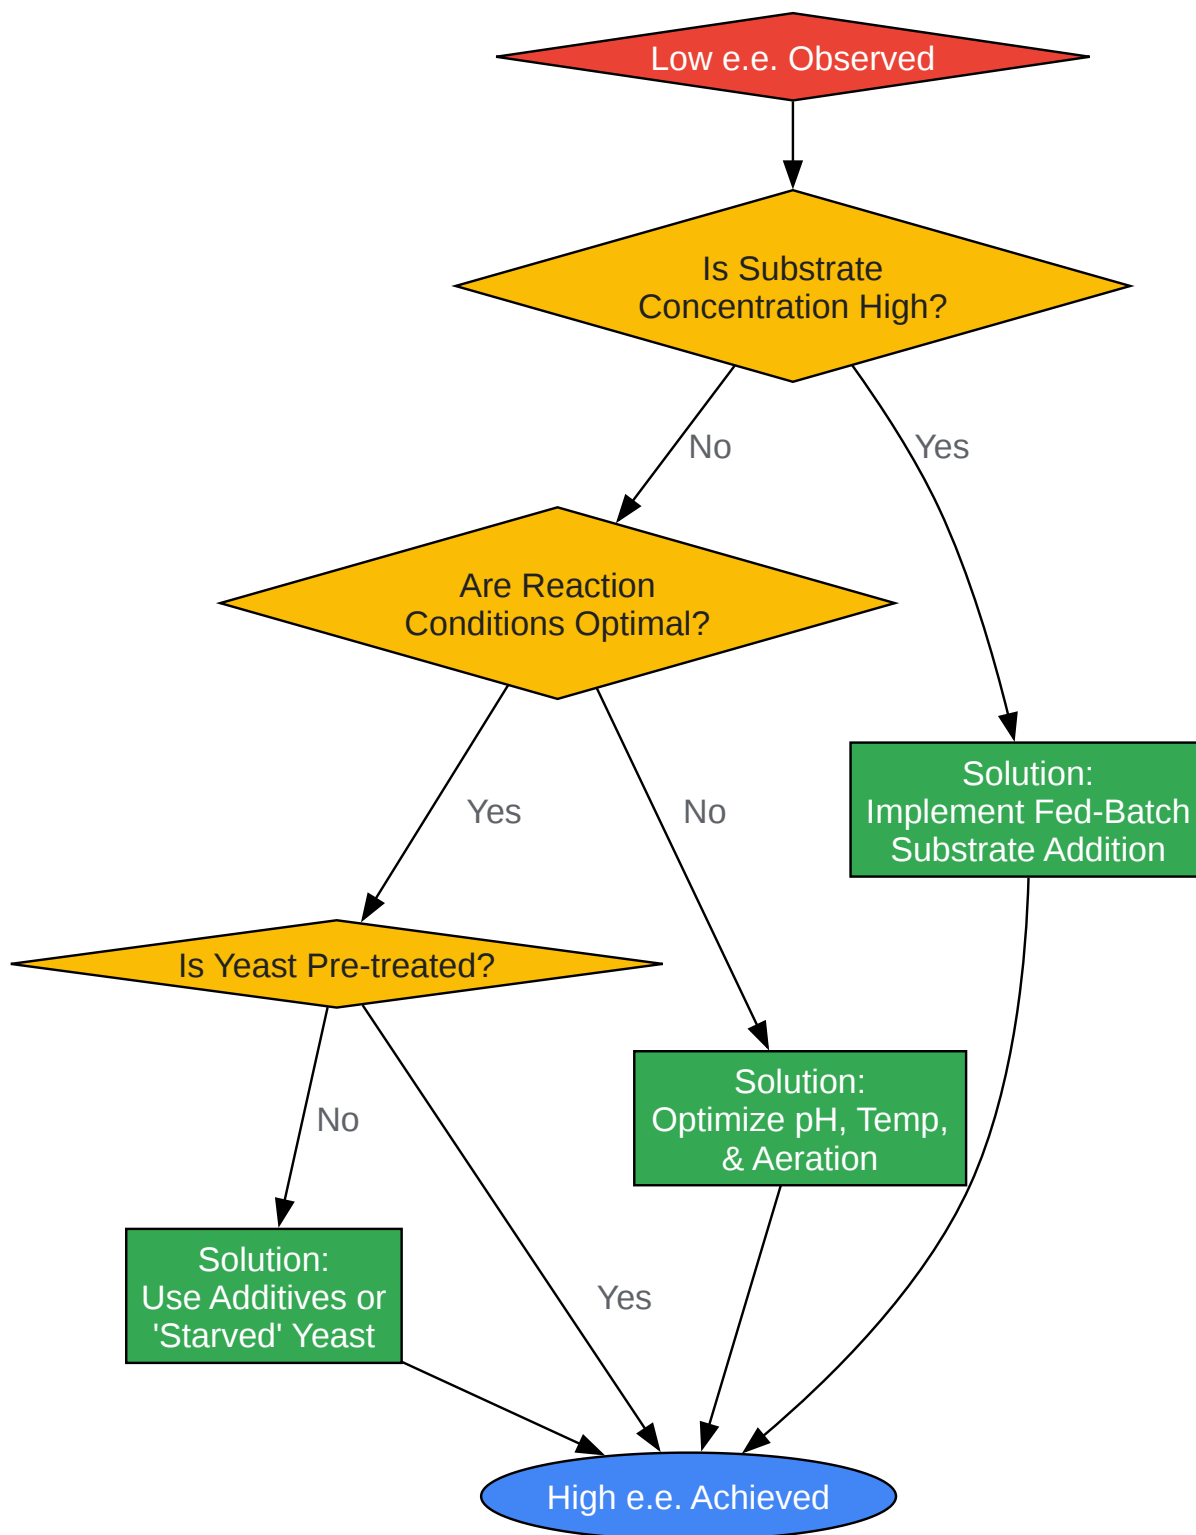 Low e.e. Observed
Is Substrate
Concentration High?
No
Yes
Are Reaction
Conditions Optimal?
Solution:
Implement Fed-Batch
Substrate Addition
Yes
No
Is Yeast Pre-treated?
Solution:
Optimize pH, Temp,
& Aeration
No
Solution:
Use Additives or
'Starved' Yeast
Yes
High e.e. Achieved